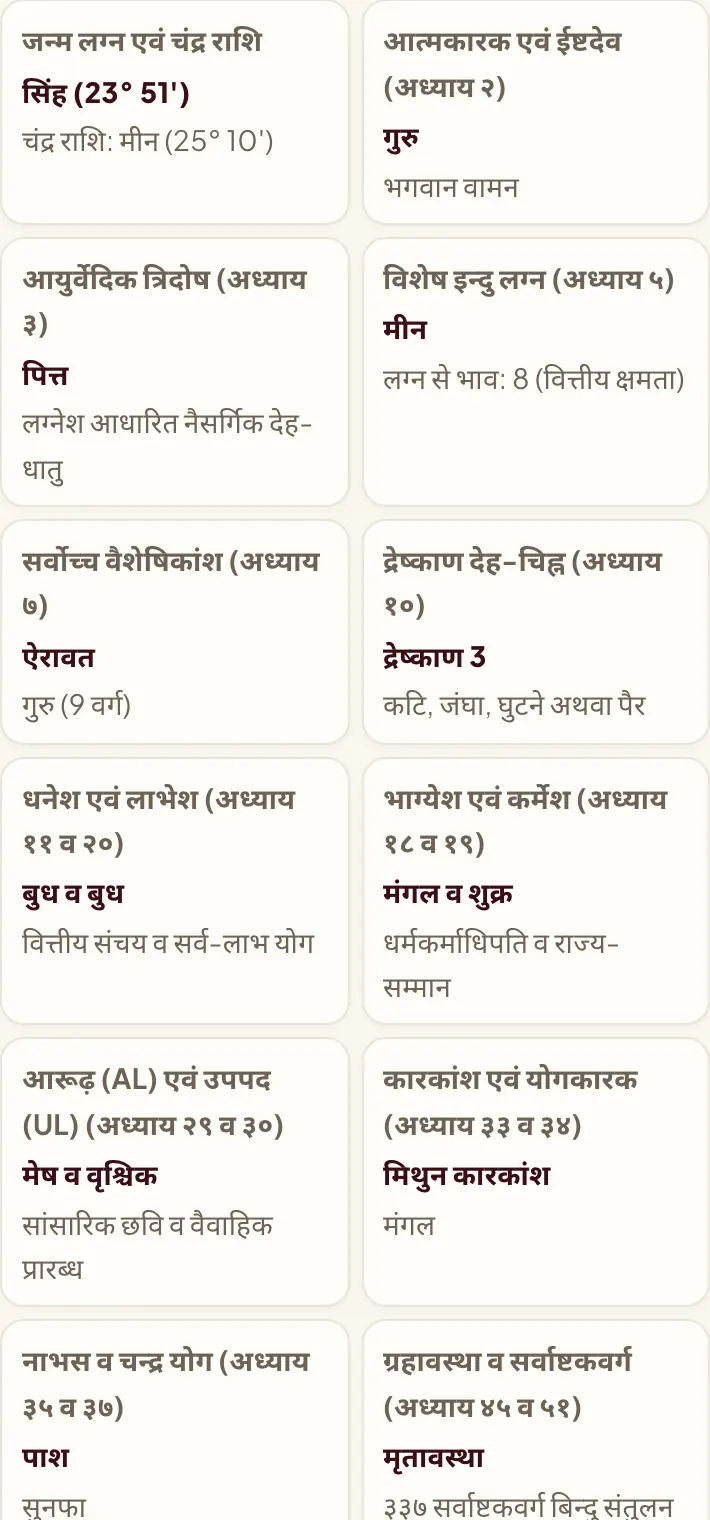 जन्म लग्न एवं चंद्र राशि
सिंह (23° 51')
चंद्र राशि: मीन (25° 10')
आत्मकारक एवं ईष्टदेव
(अध्याय २)
गुरु
भगवान वामन
आयुर्वेदिक त्रिदोष (अध्याय
३)
पित्त
लग्नेश आधारित नैसर्गिक देह-
धातु
विशेष इन्दु लग्न (अध्याय ५)
मीन
लग्न से भाव: 8 (वित्तीय क्षमता)
सर्वोच्च वैशेषिकांश (अध्याय
७)
ऐरावत
गुरु (9 वर्ग)
द्रेष्काण देह-चिह्न (अध्याय
१०)
द्रेष्काण 3
कटि, जंघा, घुटने अथवा पैर
धनेश एवं लाभेश (अध्याय
११ व २०)
बुध व बुध
वित्तीय संचय व सर्व-लाभ योग
भाग्येश एवं कर्मेश (अध्याय
१८ व १९)
मंगल व शुक्र
धर्मकर्माधिपति व राज्य-
सम्मान
आरूढ़ (AL) एवं उपपद
(UL) (अध्याय २९ व ३०)
मेष व वृश्चिक
सांसारिक छवि व वैवाहिक
प्रारब्ध
कारकांश एवं योगकारक
(अध्याय ३३ व ३४)
मिथुन कारकांश
मंगल
नाभस व चन्द्र योग (अध्याय
३५ व ३७)
पाश
सुनफा
ग्रहावस्था व सर्वाष्टकवर्ग
(अध्याय ४५ व ५१)
मृतावस्था
३३७ सर्वाष्टकवर्ग बिन्दु संतुलन